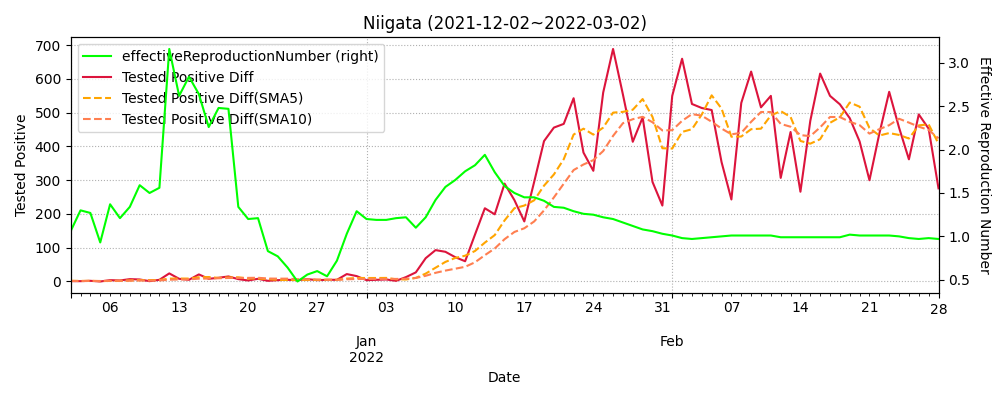 Niigata (2021-12-02~2022-03-02)
effectiveReproductionNumber (right)
Tested Positive Diff
Tested Positive Diff(SMA5)
Tested Positive Diff(SMA10)
Tested Positive
700
600
500
400
300
200
100
0
3.0
2.5
2.0
1.5
1.0
0.5
Effective Reproduction Number
06 13 20 27 03 10 17 24 31 07 14 21 28
Jan Feb
2022
Date